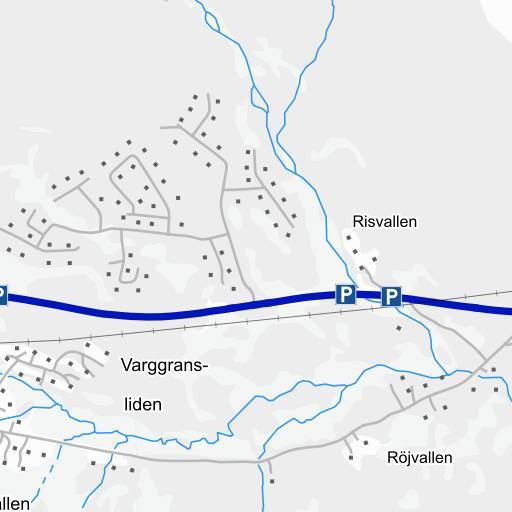 Risvallen
P
P
P
Varggrans-
liden
Röjvallen
allen